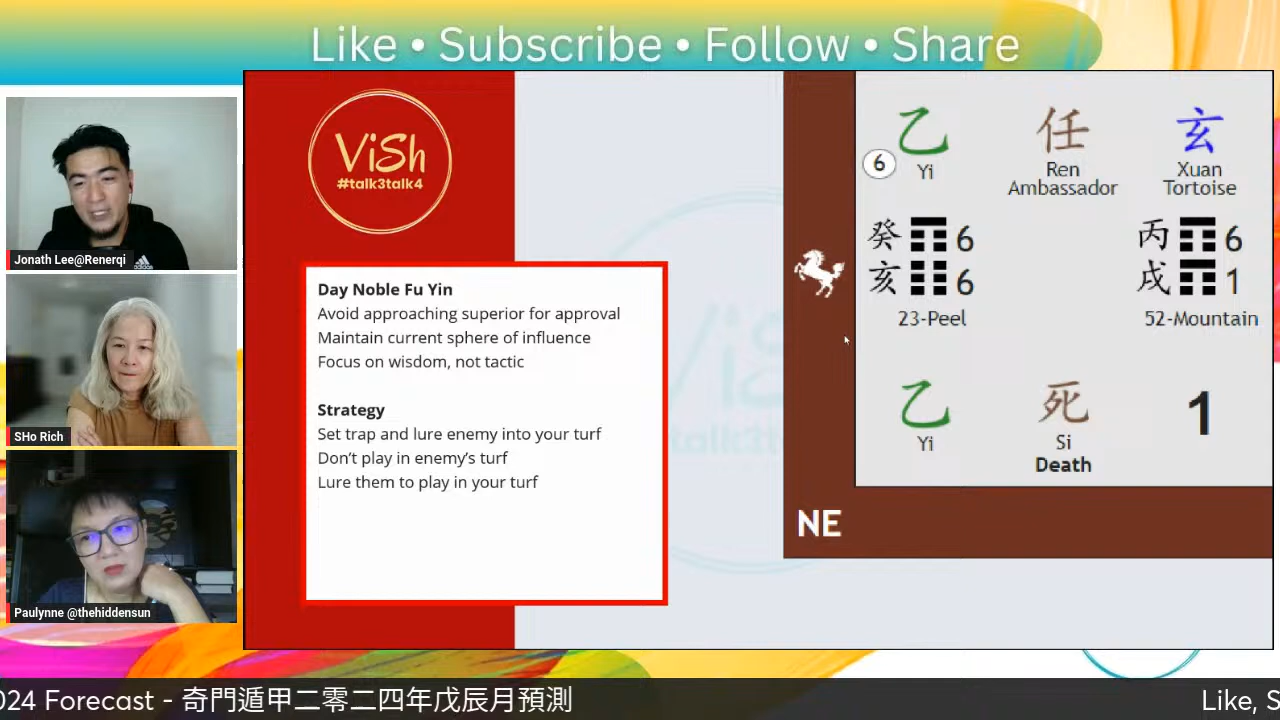 Like • Subscribe • Follow • Share
ViSh
#talk3talk4
Jonath Lee@Renerqi
SHo Rich
Paulynne @thehiddensun
Day Noble Fu Yin
Avoid approaching superior for approval
Maintain current sphere of influence
Focus on wisdom, not tactic
Strategy
Set trap and lure enemy into your turf
Don't play in enemy's turf
Lure them to play in your turf
乙 任 玄
6 Yi Ren Xuan
Ambassador Tortoise
癸 6 丙 6
亥 6 戌 1
23-Peel 52-Mountain
乙 死 1
Yi Si
Death
NE
024 Forecast - 奇門遁甲二零二四年戊辰月預測
Like, S